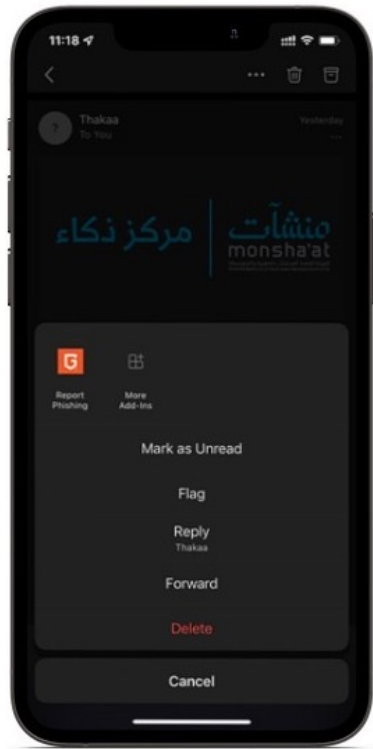 11:18
Thakaa
Yesterday
To You
مركز ذكاء
منشآت
monsha'at
Report
Phishing
More
Add-Ins
Mark as Unread
Flag
Reply
Thakaa
Forward
Delete
Cancel